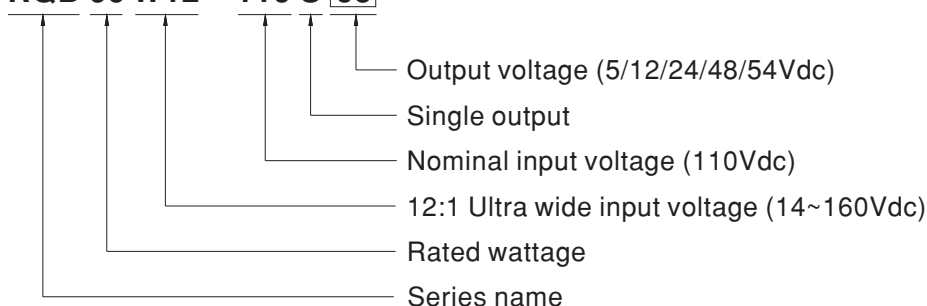 Output voltage (5/12/24/48/54Vdc)
Single output
Nominal input voltage (110Vdc)
12:1 Ultra wide input voltage (14~160Vdc)
Rated wattage
Series name